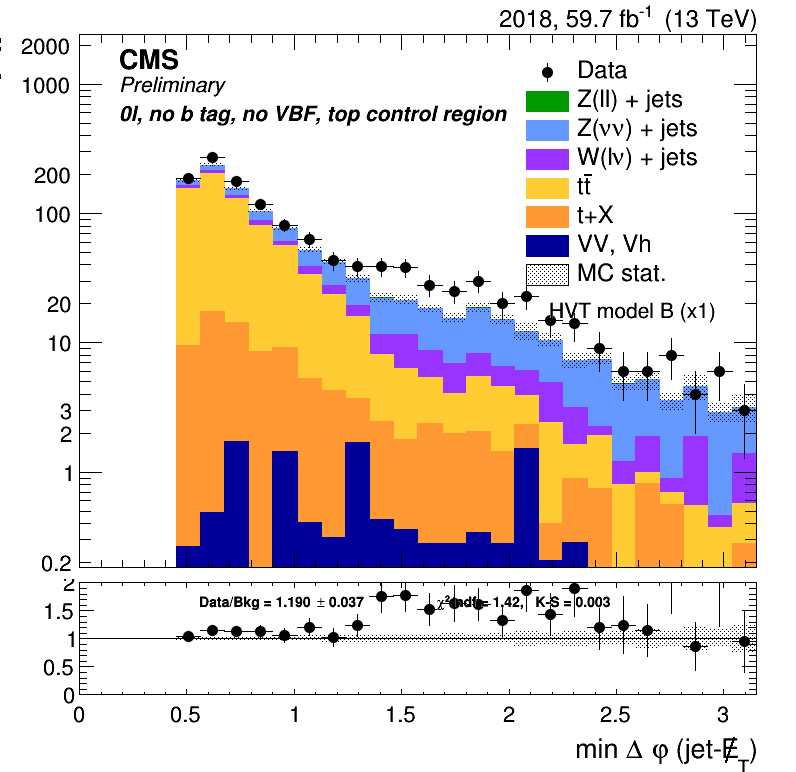 2018, 59.7 fb⁻¹ (13 TeV)
CMS
Preliminary
0l, no b tag, no VBF, top control region
Data
Z(ll) + jets
Z(νν) + jets
W(lν) + jets
tt̄
t+X
VV, Vh
MC stat.
HVT model B (x1)
2000
1000
200
100
20
10
3
2
1
0.2
Data/Bkg = 1.190 ± 0.037
χ²/ndf = 1.42, K-S = 0.003
2
1.5
1
0.5
0
0 0.5 1 1.5 2 2.5 3
min Δ φ (jet-E̸_T)